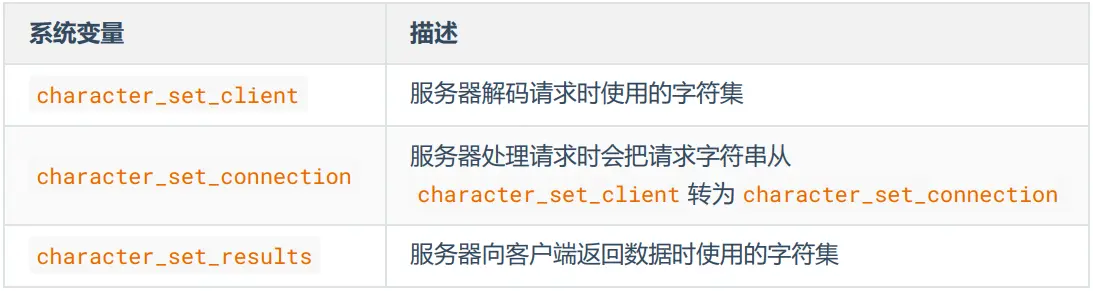 系统变量 描述
character_set_client 服务器解码请求时使用的字符集
character_set_connection 服务器处理请求时会把请求字符串从
character_set_client 转为 character_set_connection
character_set_results 服务器向客户端返回数据时使用的字符集